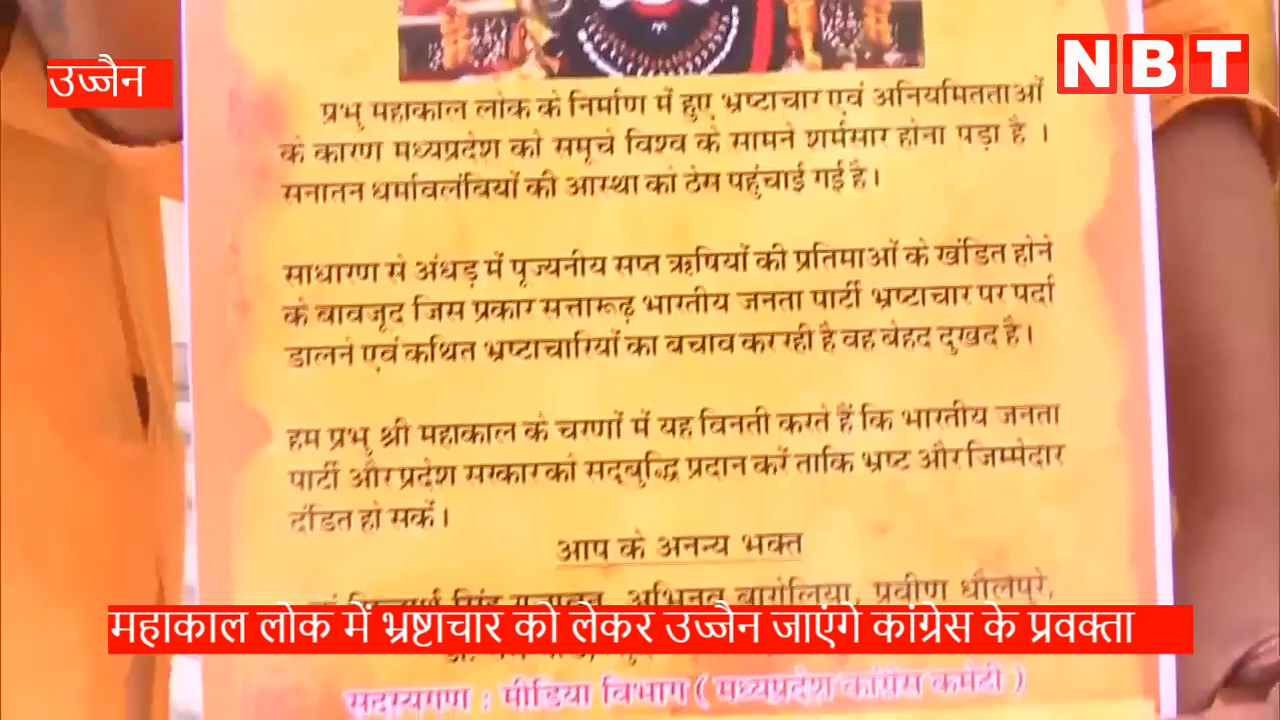 उज्जैन
NBT
प्रभु महाकाल लोक के निर्माण में हुए भ्रष्टाचार एवं अनियमितताओं
के कारण मध्यप्रदेश को समूचे विश्व के सामने शर्मसार होना पड़ा है ।
सनातन धर्मावलंबियों की आस्था को ठेस पहुंचाई गई है।
साधारण से अंधड़ में पूज्यनीय सप्त ऋषियों की प्रतिमाओं के खंडित होने
के बावजूद जिस प्रकार सत्तारूढ़ भारतीय जनता पार्टी भ्रष्टाचार पर पर्दा
डालने एवं कथित भ्रष्टाचारियों का बचाव कर रही है वह बेहद दुखद है।
हम प्रभु श्री महाकाल के चरणों में यह विनती करते हैं कि भारतीय जनता
पार्टी और प्रदेश सरकार को सद्बुद्धि प्रदान करें ताकि भ्रष्ट और जिम्मेदार
दंडित हो सकें।
आप के अनन्य भक्त
सिंह राजावत, अभिनव बारोलिया, प्रवीण धौलपुरे,
महाकाल लोक में भ्रष्टाचार को लेकर उज्जैन जाएंगे कांग्रेस के प्रवक्ता
सदस्यगण : मीडिया विभाग ( मध्यप्रदेश कांग्रेस कमेटी )